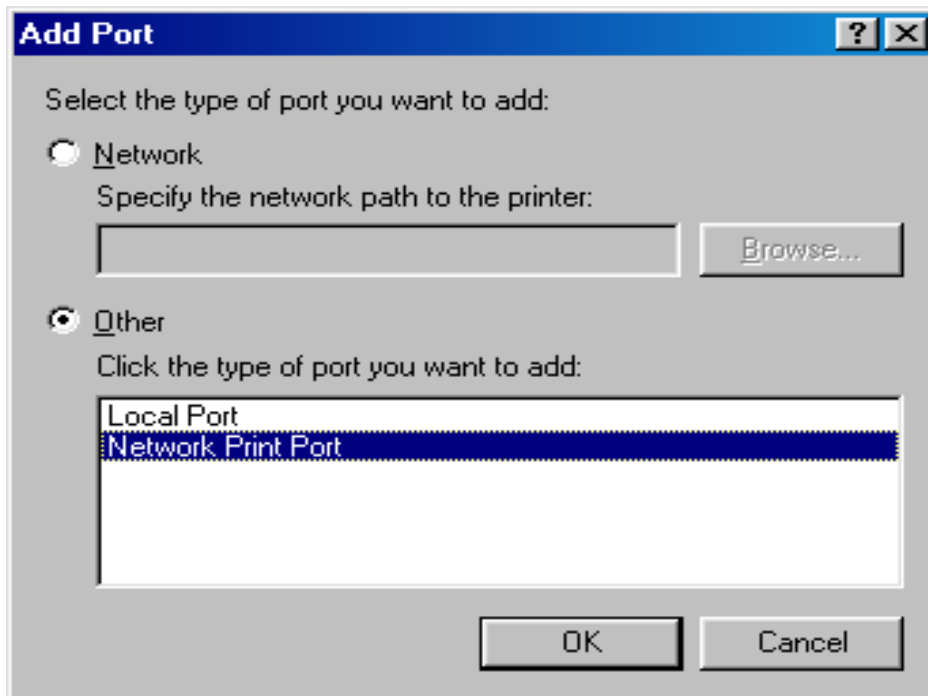 Add Port
Select the type of port you want to add:
Network
Specify the network path to the printer:
Browse...
Other
Click the type of port you want to add:
Local Port
Network Print Port
OK
Cancel